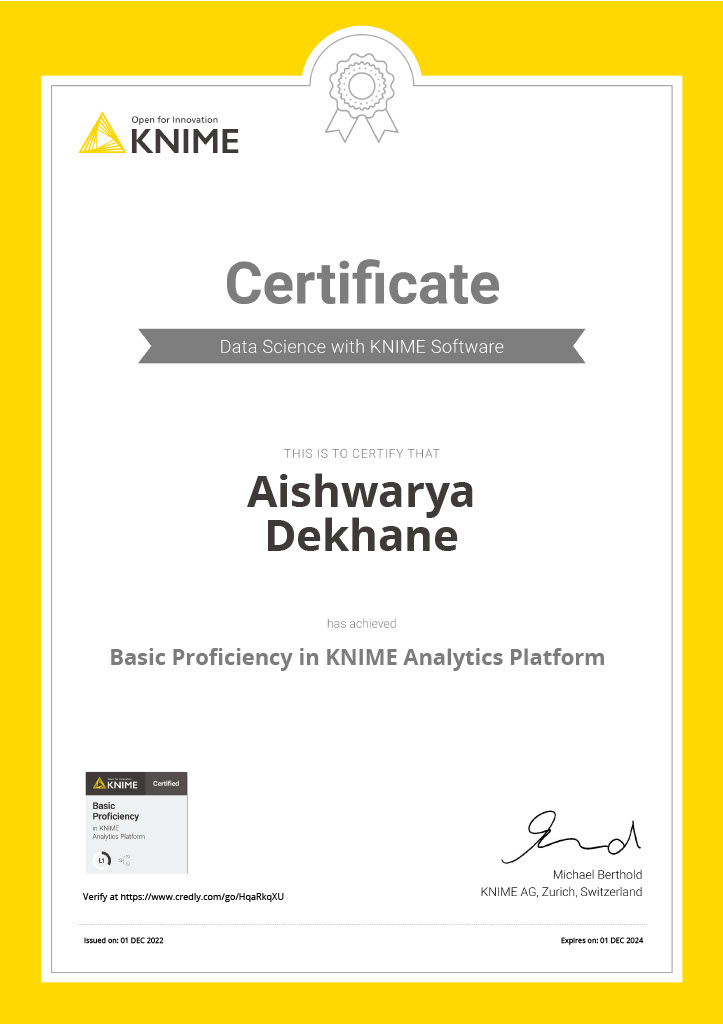 Open for Innovation
KNIME
Certificate
Data Science with KNIME Software
THIS IS TO CERTIFY THAT
Aishwarya
Dekhane
has achieved
Basic Proficiency in KNIME Analytics Platform
Open for Innovation
KNIME
Certified
Basic
Proficiency
in KNIME
Analytics Platform
L1
Verify at https://www.credly.com/go/HqaRkqXU
Michael Berthold
KNIME AG, Zurich, Switzerland
Issued on: 01 DEC 2022
Expires on: 01 DEC 2024